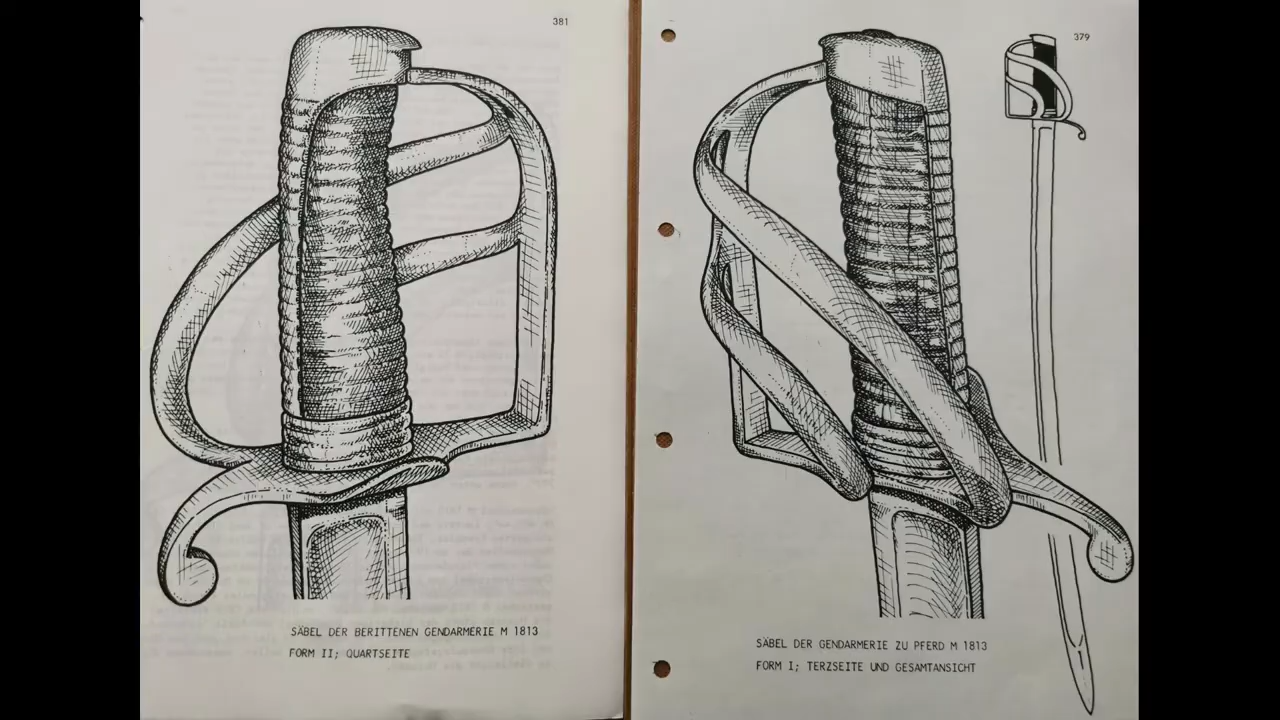 381
SÄBEL DER BERITTENEN GENDARMERIE M 1813
FORM II; QUARTSEITE
379
SÄBEL DER GENDARMERIE ZU PFERD M 1813
FORM I; TERZSEITE UND GESAMTANSICHT